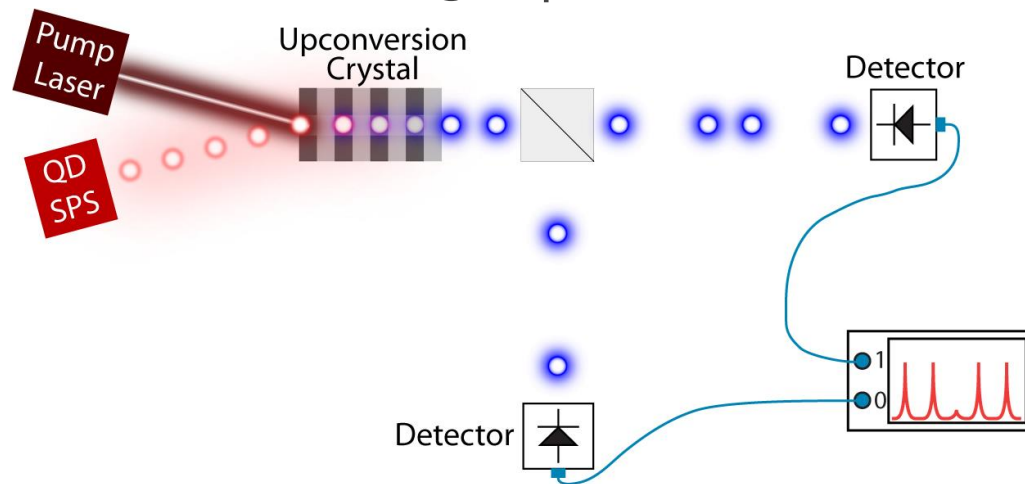 Pump
Laser
QD
SPS
Upconversion
Crystal
Detector
Detector
1
0